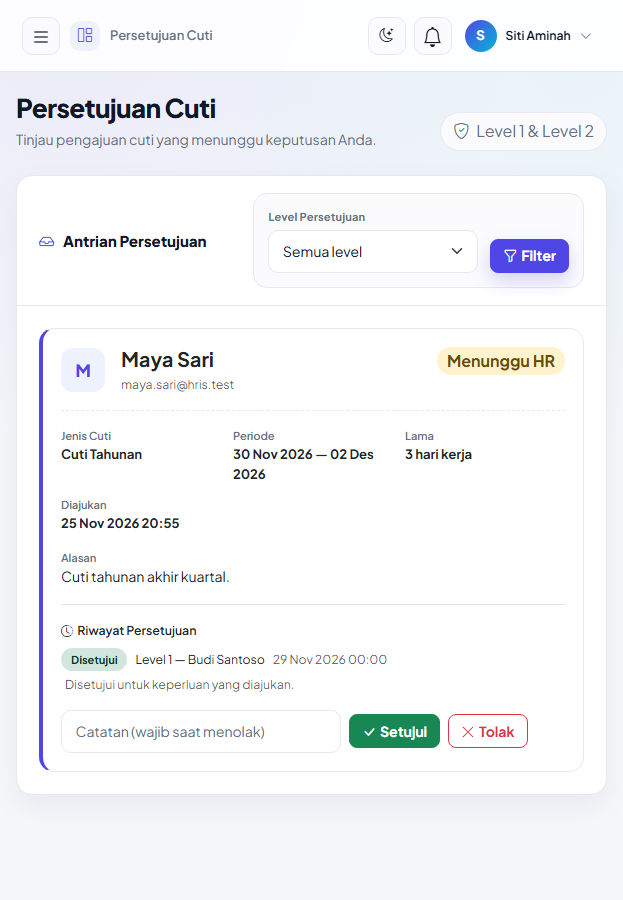 Persetujuan Cuti
S
Siti Aminah
Persetujuan Cuti
Tinjau pengajuan cuti yang menunggu keputusan Anda.
Level 1 & Level 2
Antrian Persetujuan
Level Persetujuan
Semua level
Filter
M
Maya Sari
maya.sari@hris.test
Menunggu HR
Jenis Cuti
Cuti Tahunan
Periode
30 Nov 2026 — 02 Des
2026
Lama
3 hari kerja
Diajukan
25 Nov 2026 20:55
Alasan
Cuti tahunan akhir kuartal.
Riwayat Persetujuan
Disetujui Level 1 — Budi Santoso 29 Nov 2026 00:00
Disetujui untuk keperluan yang diajukan.
Catatan (wajib saat menolak)
Setujui
Tolak